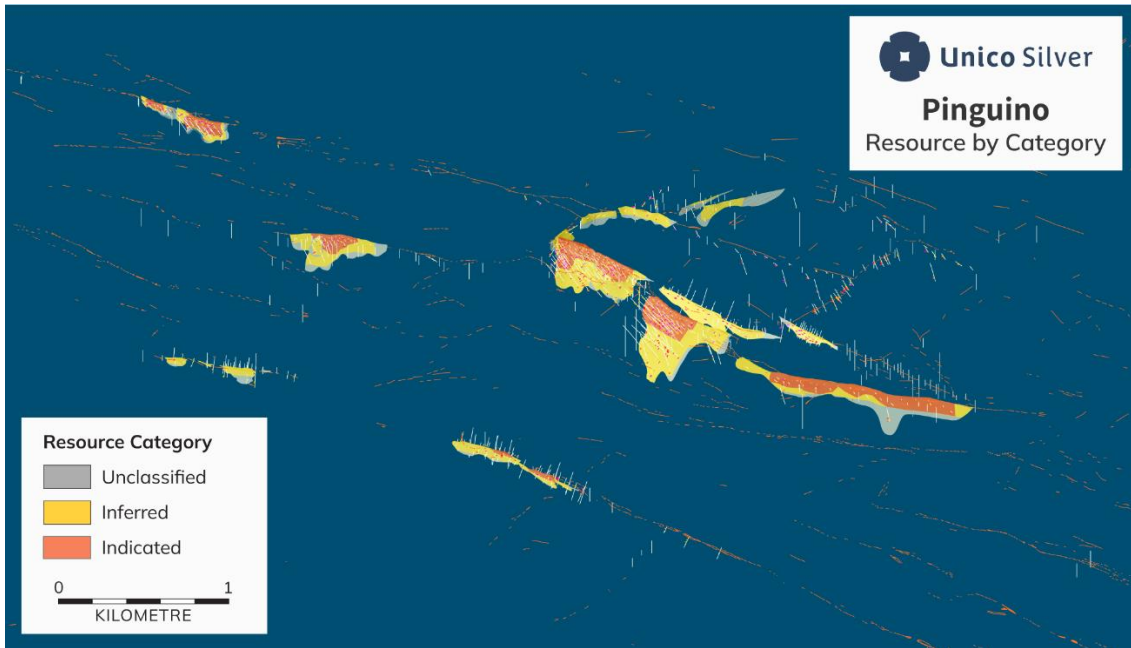 Unico Silver
Pinguino
Resource by Category
Resource Category
Unclassified
Inferred
Indicated
0 1
KILOMETRE